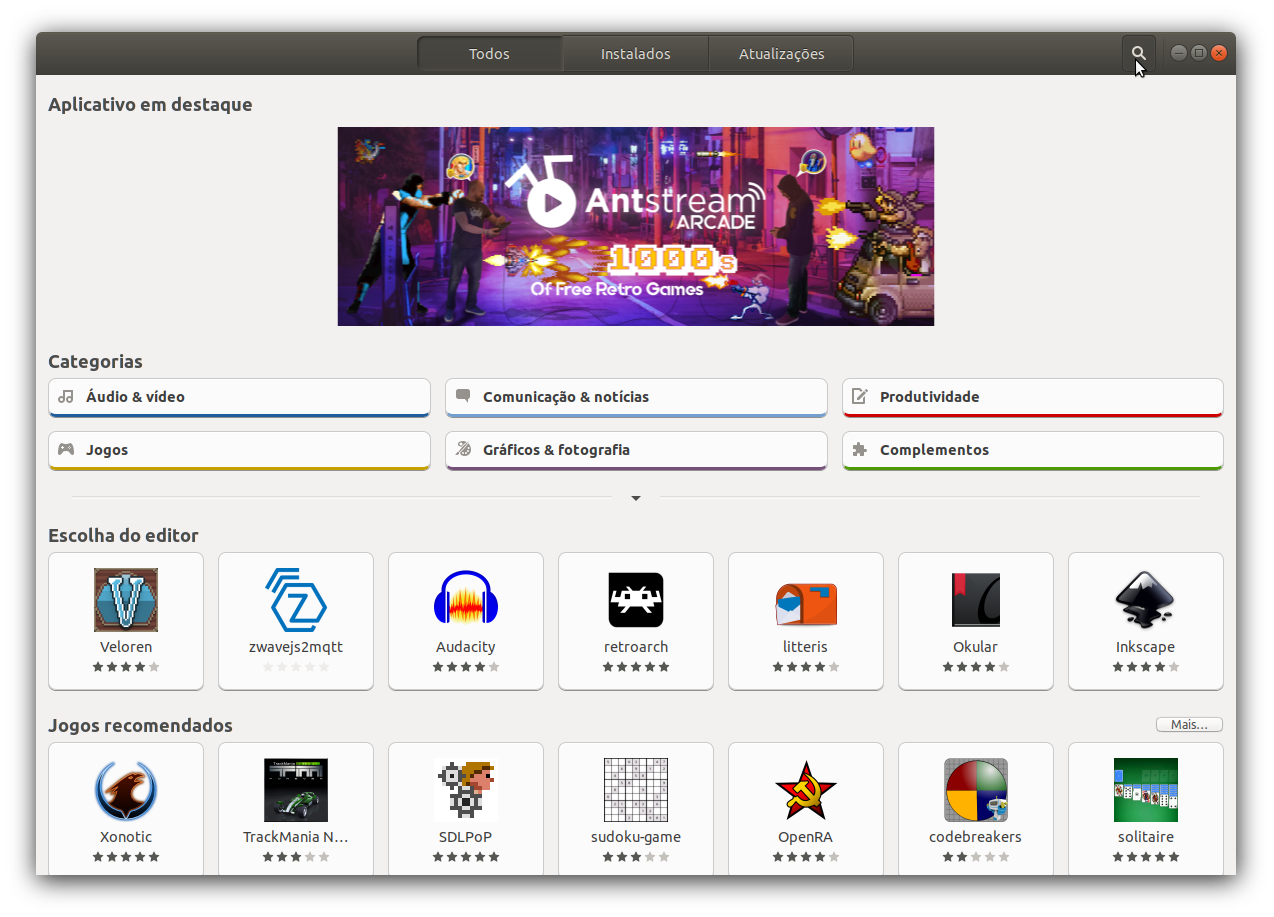 Todos
Instalados
Atualizações
Aplicativo em destaque
Antstream
ARCADE
1000s
Of Free Retro Games
Categorias
Áudio & vídeo
Comunicação & notícias
Produtividade
Jogos
Gráficos & fotografia
Complementos
Escolha do editor
Veloren
zwavejs2mqtt
Audacity
retroarch
litteris
Okular
Inkscape
Jogos recomendados
Mais…
Xonotic
TrackMania N…
SDLPoP
sudoku-game
OpenRA
codebreakers
solitaire